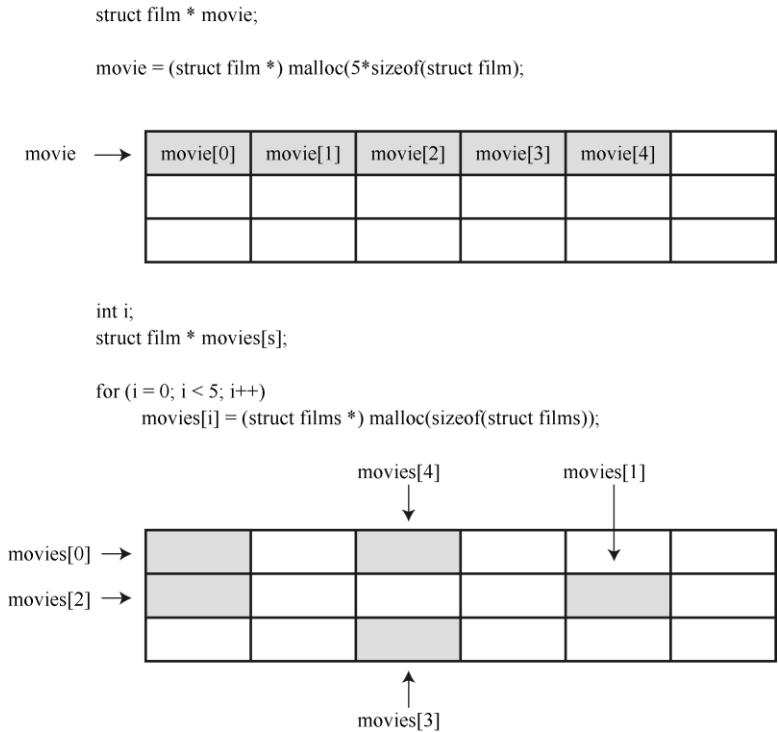 struct film * movie;
movie = (struct film *) malloc(5*sizeof(struct film);
movie
movie[0] movie[1] movie[2] movie[3] movie[4]
int i;
struct film * movies[s];
for (i = 0; i < 5; i++)
movies[i] = (struct films *) malloc(sizeof(struct films));
movies[4] movies[1]
movies[0]
movies[2]
movies[3]